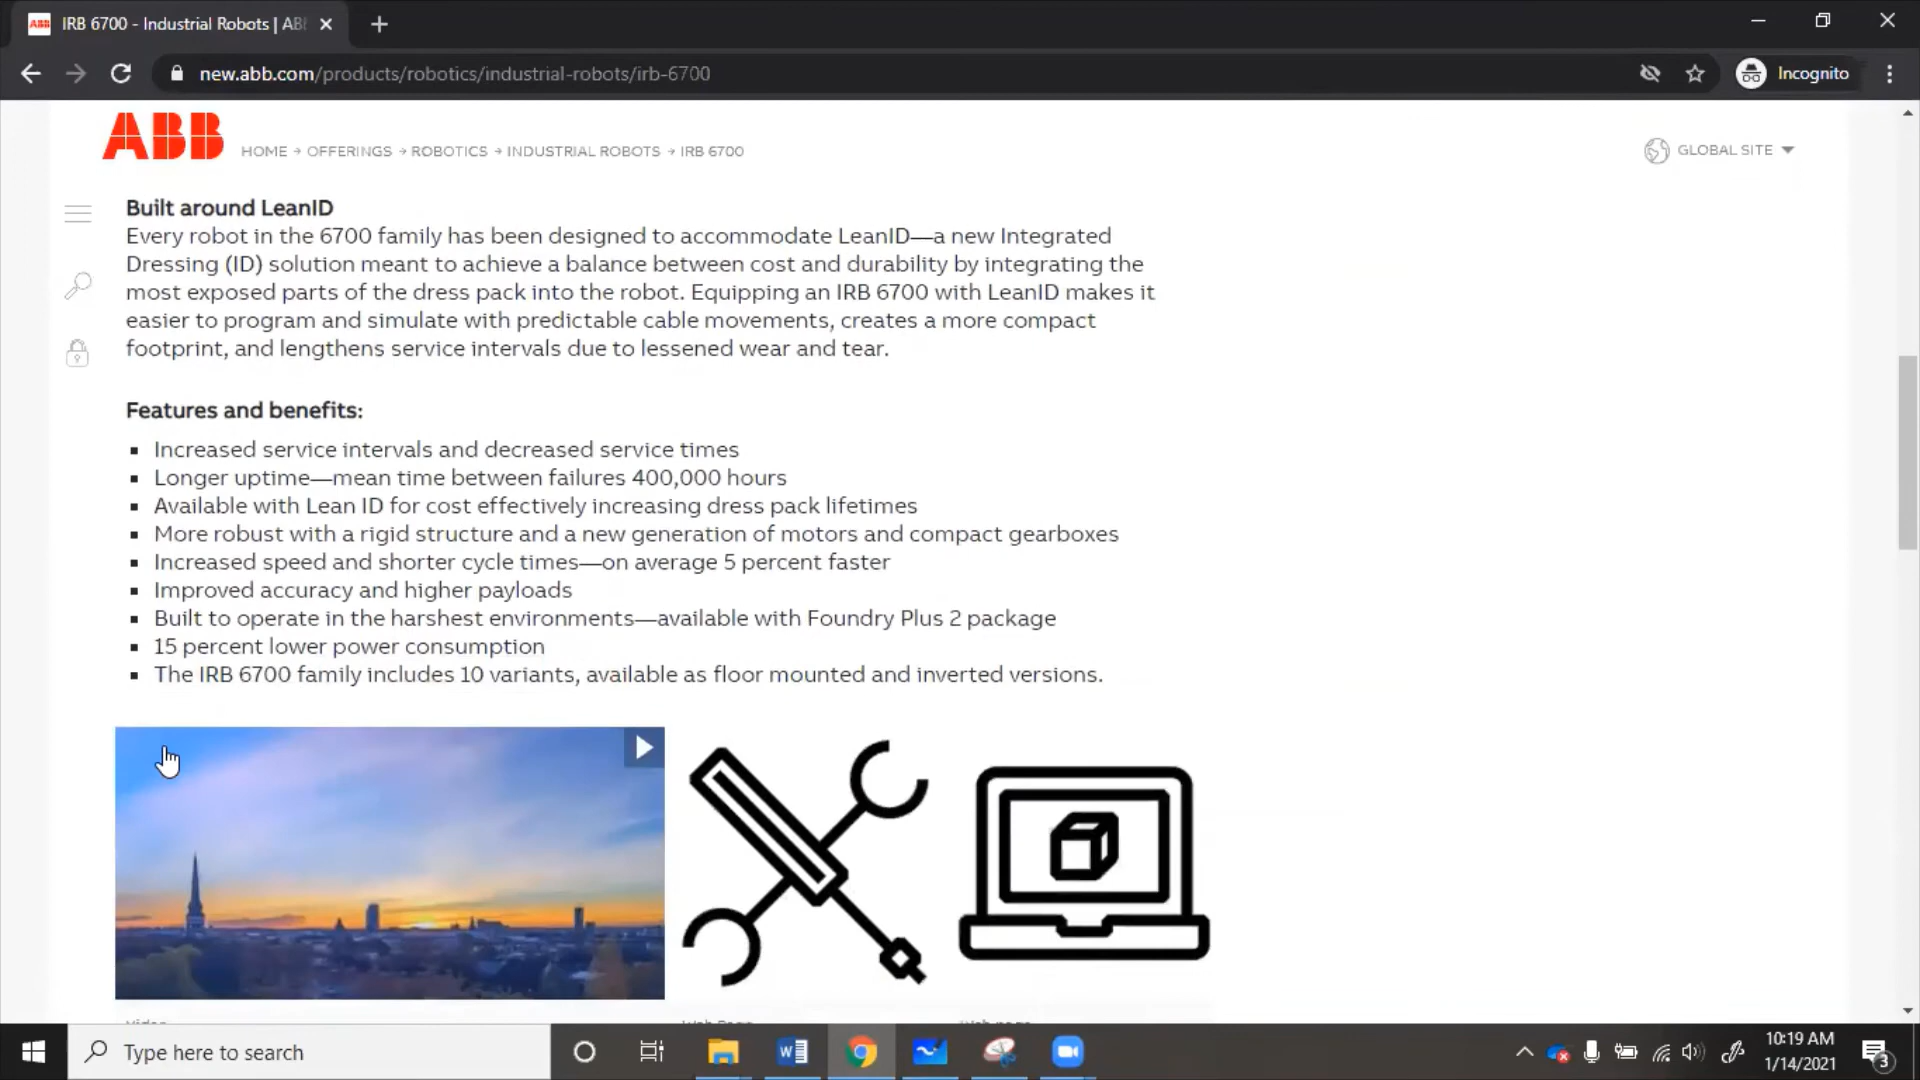 IRB 6700 - Industrial Robots | AB
new.abb.com/products/robotics/industrial-robots/irb-6700
Incognito
ABB
HOME → OFFERINGS → ROBOTICS → INDUSTRIAL ROBOTS → IRB 6700
GLOBAL SITE
Built around LeanID
Every robot in the 6700 family has been designed to accommodate LeanID—a new Integrated
Dressing (ID) solution meant to achieve a balance between cost and durability by integrating the
most exposed parts of the dress pack into the robot. Equipping an IRB 6700 with LeanID makes it
easier to program and simulate with predictable cable movements, creates a more compact
footprint, and lengthens service intervals due to lessened wear and tear.
Features and benefits:
▪ Increased service intervals and decreased service times
▪ Longer uptime—mean time between failures 400,000 hours
▪ Available with Lean ID for cost effectively increasing dress pack lifetimes
▪ More robust with a rigid structure and a new generation of motors and compact gearboxes
▪ Increased speed and shorter cycle times—on average 5 percent faster
▪ Improved accuracy and higher payloads
▪ Built to operate in the harshest environments—available with Foundry Plus 2 package
▪ 15 percent lower power consumption
▪ The IRB 6700 family includes 10 variants, available as floor mounted and inverted versions.
Type here to search
10:19 AM
1/14/2021
3